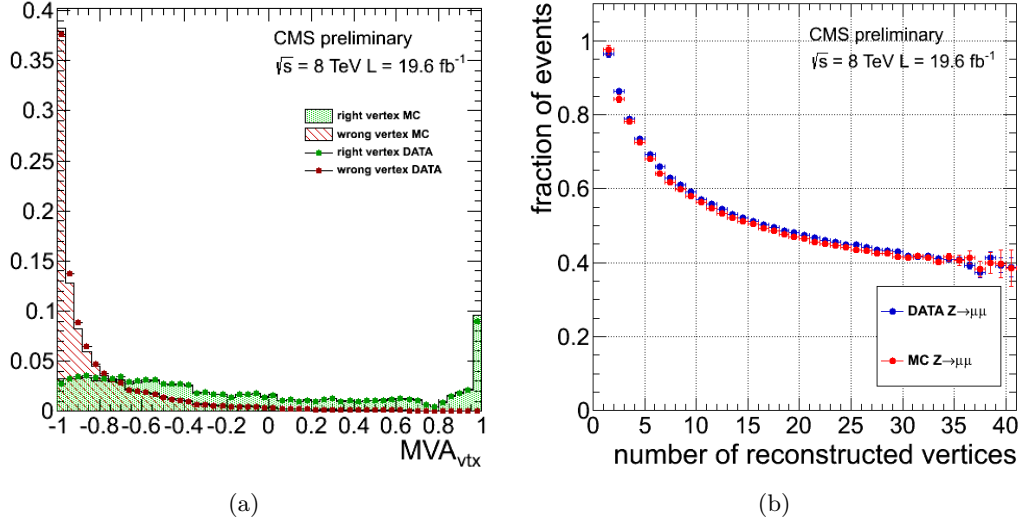 CMS preliminary
√s = 8 TeV L = 19.6 fb⁻¹
right vertex MC
wrong vertex MC
right vertex DATA
wrong vertex DATA
0.4
0.35
0.3
0.25
0.2
0.15
0.1
0.05
0
-1 -0.8 -0.6 -0.4 -0.2 0 0.2 0.4 0.6 0.8 1
MVAvtx
(a)
fraction of events
CMS preliminary
√s = 8 TeV L = 19.6 fb⁻¹
1
0.8
0.6
0.4
0.2
0
DATA Z→μμ
MC Z→μμ
0 5 10 15 20 25 30 35 40
number of reconstructed vertices
(b)